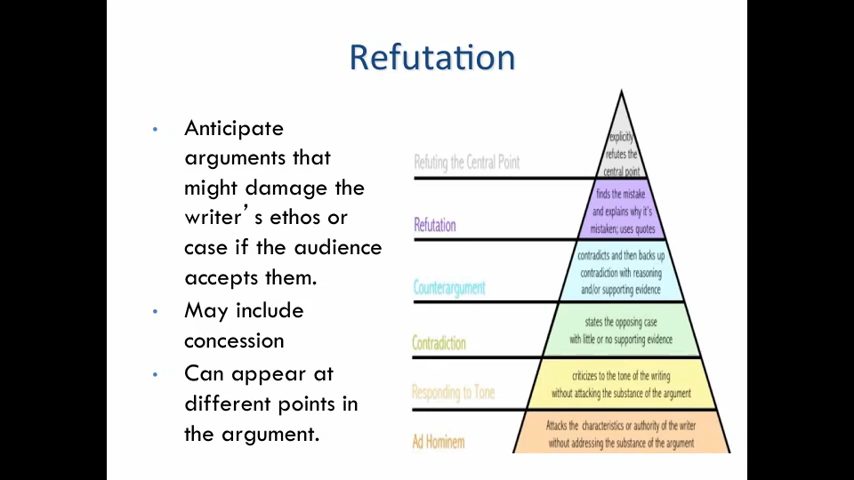 Refutation
• Anticipate
arguments that
might damage the
writer's ethos or
case if the audience
accepts them.
• May include
concession
• Can appear at
different points in
the argument.
Refuting the Central Point
explicitly
refutes the
central point
Refutation
finds the mistake
and explains why it's
mistaken; uses quotes
Counterargument
contradicts and then backs up
contradiction with reasoning
and/or supporting evidence
Contradiction
states the opposing case
with little or no supporting evidence
Responding to Tone
criticizes to the tone of the writing
without attacking the substance of the argument
Ad Hominem
Attacks the characteristics or authority of the writer
without addressing the substance of the argument